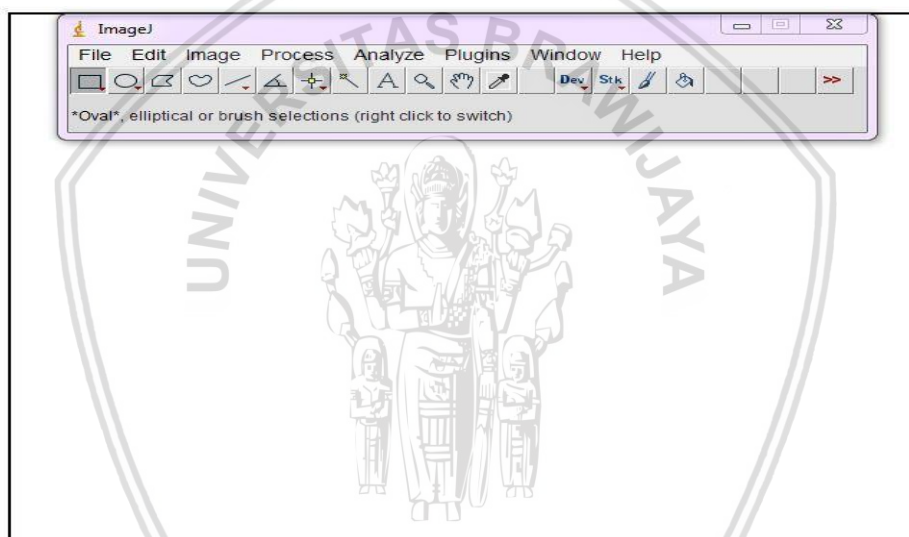 ImageJ
File Edit Image Process Analyze Plugins Window Help
A Dev Stk >>
*Oval*, elliptical or brush selections (right click to switch)
UNIVERSITAS BRAWIJAYA